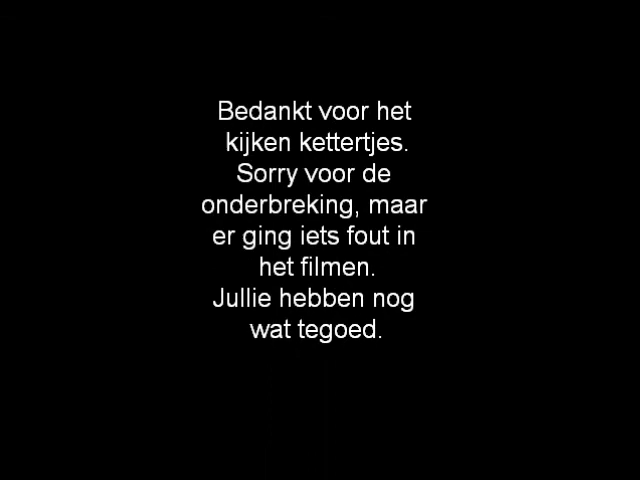 Bedankt voor het
kijken kettertjes.
Sorry voor de
onderbreking, maar
er ging iets fout in
het filmen.
Jullie hebben nog
wat tegoed.